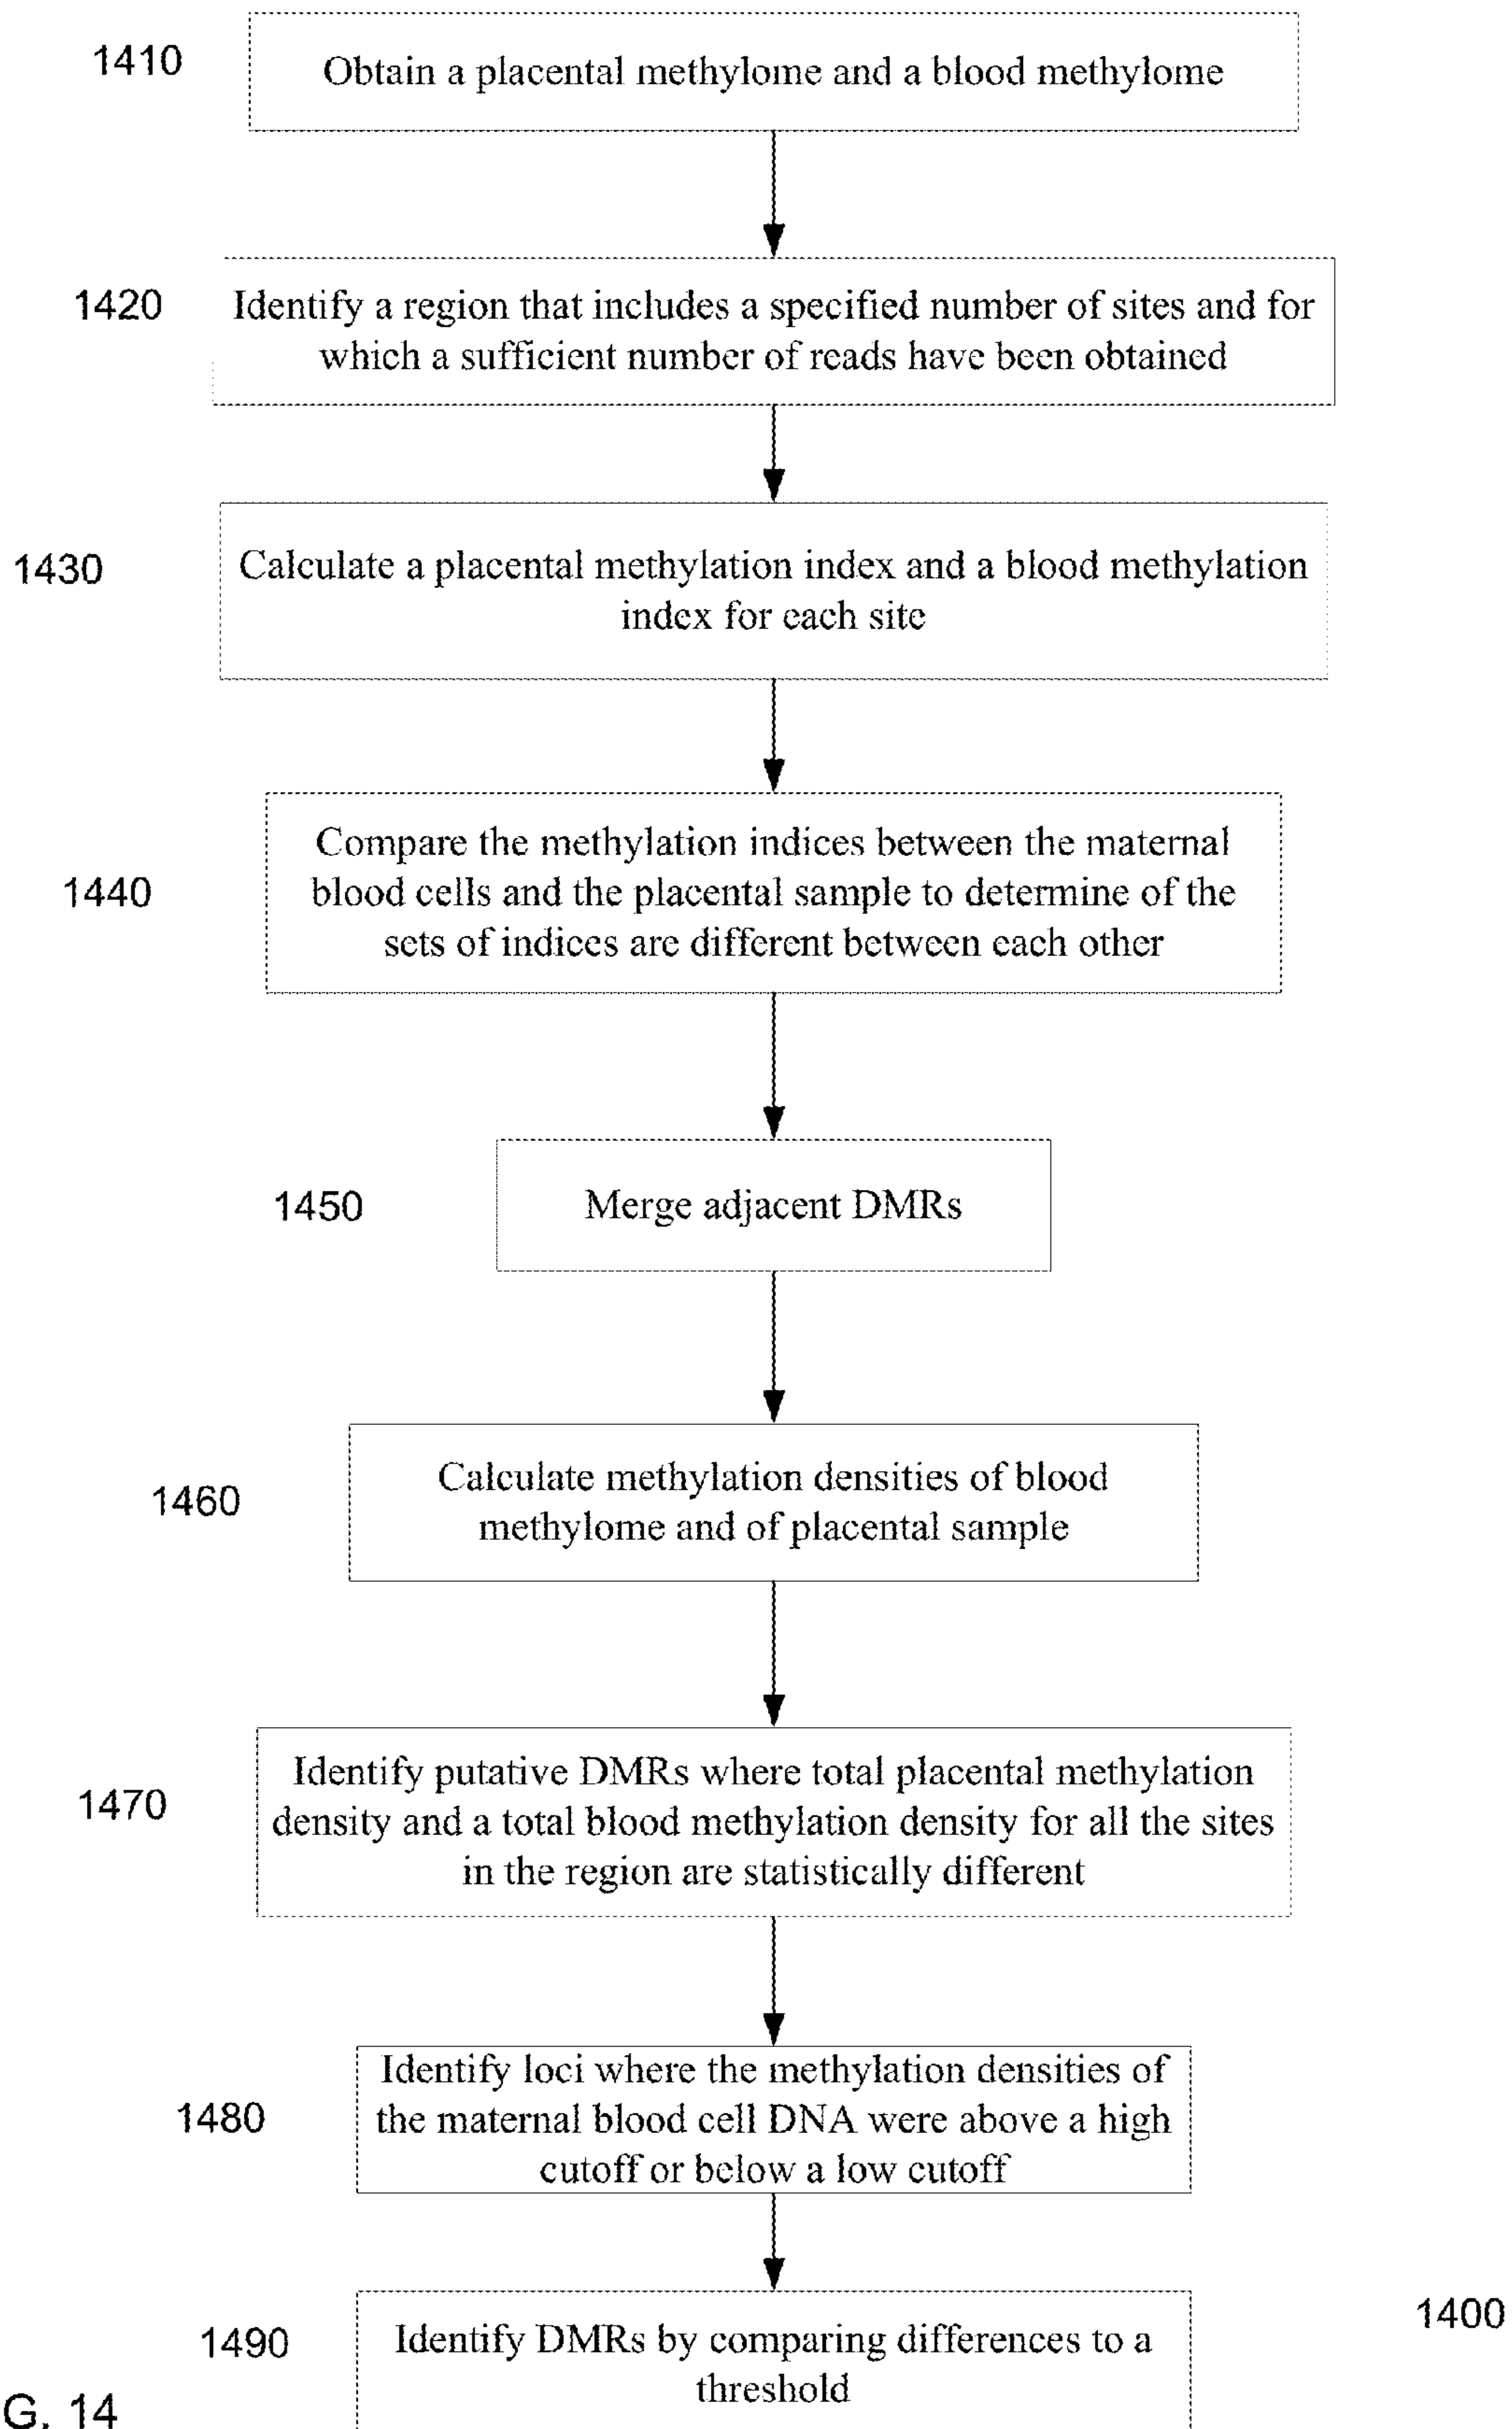 1410
Obtain a placental methylome and a blood methylome
1420
Identify a region that includes a specified number of sites and for
which a sufficient number of reads have been obtained
1430
Calculate a placental methylation index and a blood methylation
index for each site
1440
Compare the methylation indices between the maternal
blood cells and the placental sample to determine of the
sets of indices are different between each other
1450
Merge adjacent DMRs
1460
Calculate methylation densities of blood
methylome and of placental sample
1470
Identify putative DMRs where total placental methylation
density and a total blood methylation density for all the sites
in the region are statistically different
1480
Identify loci where the methylation densities of
the maternal blood cell DNA were above a high
cutoff or below a low cutoff
1490
Identify DMRs by comparing differences to a
threshold
1400
G. 14